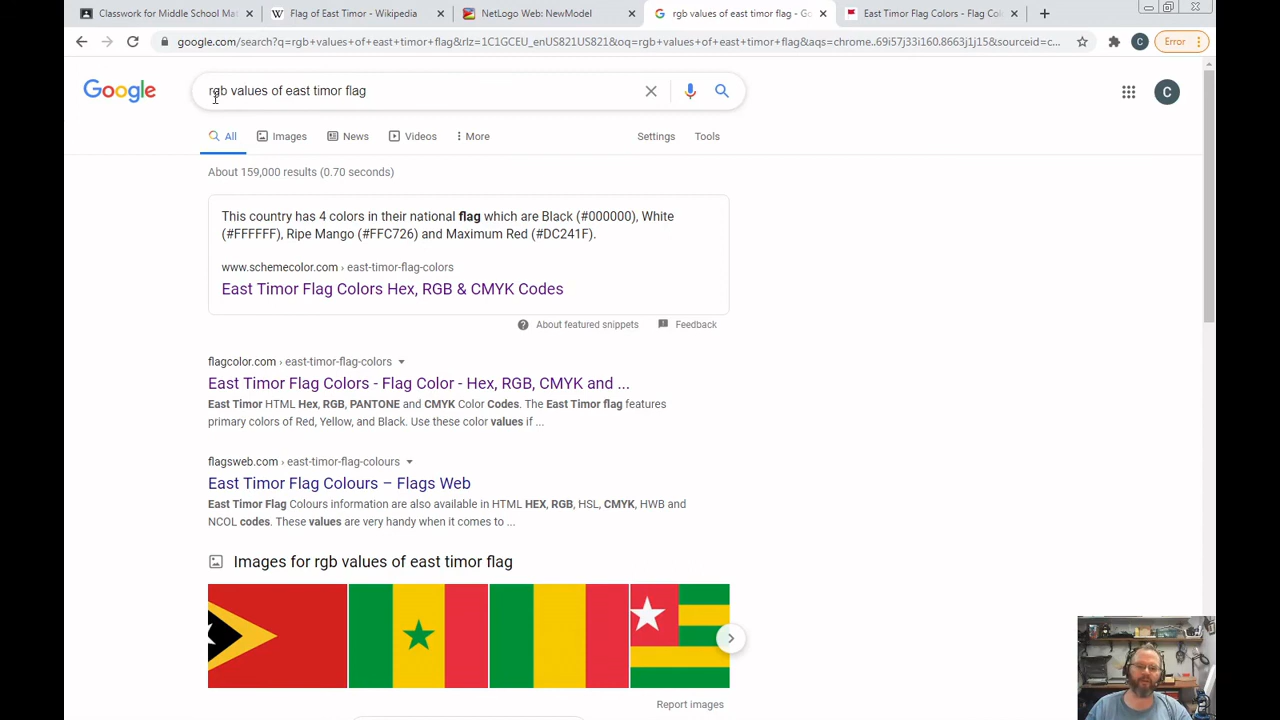 Classwork for Middle School Mat
Flag of East Timor - Wikipedia
NetLogo Web: NewModel
rgb values of east timor flag - Go
East Timor Flag Colors - Flag Col
google.com/search?q=rgb+values+of+east+timor+flag&rlz=1C1GCEU_enUS821US821&oq=rgb+values+of+east+timor+flag&aqs=chrome..69i57j33i160.8663j1j15&sourceid=c...
C
Error
Google
rgb values of east timor flag
C
All
Images
News
Videos
More
Settings
Tools
About 159,000 results (0.70 seconds)
This country has 4 colors in their national flag which are Black (#000000), White
(#FFFFFF), Ripe Mango (#FFC726) and Maximum Red (#DC241F).
www.schemecolor.com › east-timor-flag-colors
East Timor Flag Colors Hex, RGB & CMYK Codes
About featured snippets
Feedback
flagcolor.com › east-timor-flag-colors
East Timor Flag Colors - Flag Color - Hex, RGB, CMYK and ...
East Timor HTML Hex, RGB, PANTONE and CMYK Color Codes. The East Timor flag features
primary colors of Red, Yellow, and Black. Use these color values if ...
flagsweb.com › east-timor-flag-colours
East Timor Flag Colours – Flags Web
East Timor Flag Colours information are also available in HTML HEX, RGB, HSL, CMYK, HWB and
NCOL codes. These values are very handy when it comes to ...
Images for rgb values of east timor flag
Report images